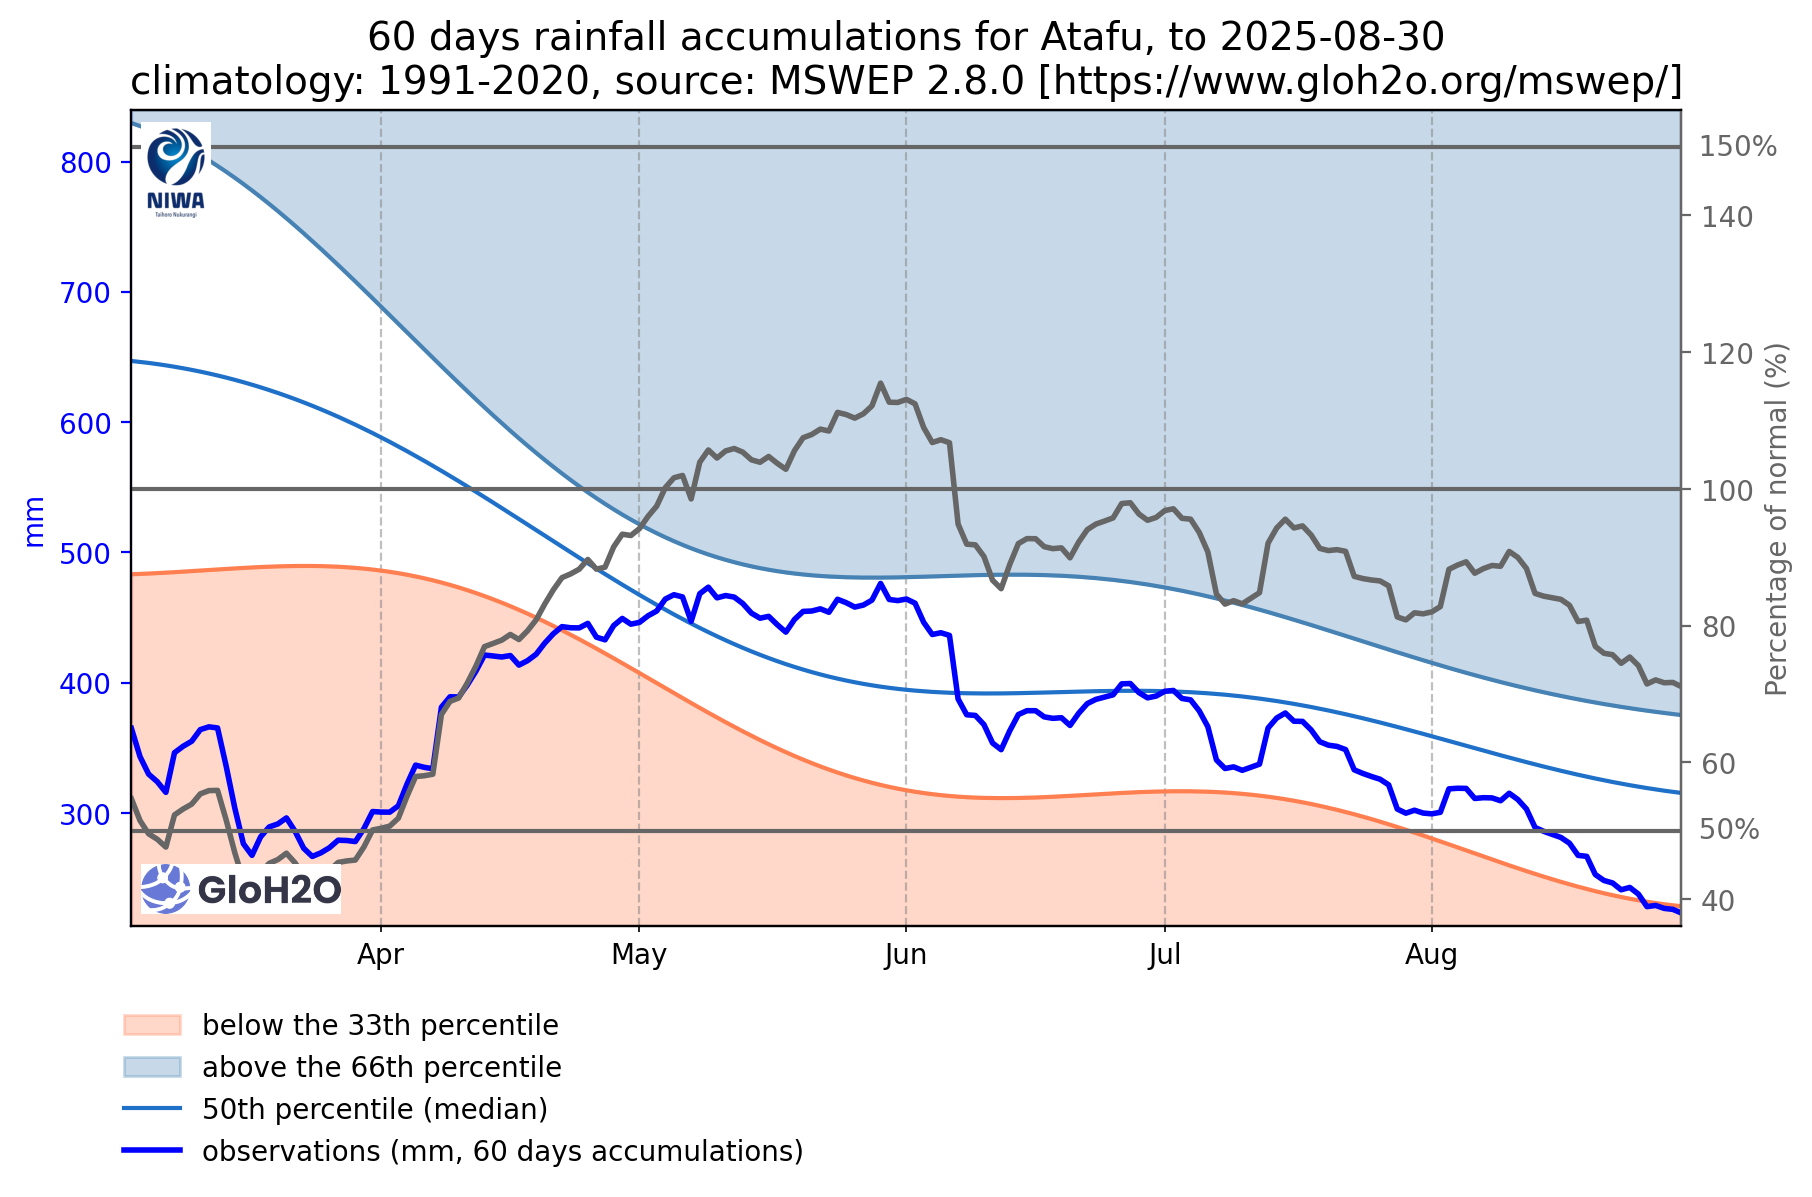 60 days rainfall accumulations for Atafu, to 2025-08-30
climatology: 1991-2020, source: MSWEP 2.8.0 [https://www.gloh2o.org/mswep/]
NIWA
Taihoro Nukurangi
800
700
600
500
400
300
mm
150%
140
120
100
80
60
50%
40
Percentage of normal (%)
GloH2O
Apr
May
Jun
Jul
Aug
below the 33th percentile
above the 66th percentile
50th percentile (median)
observations (mm, 60 days accumulations)